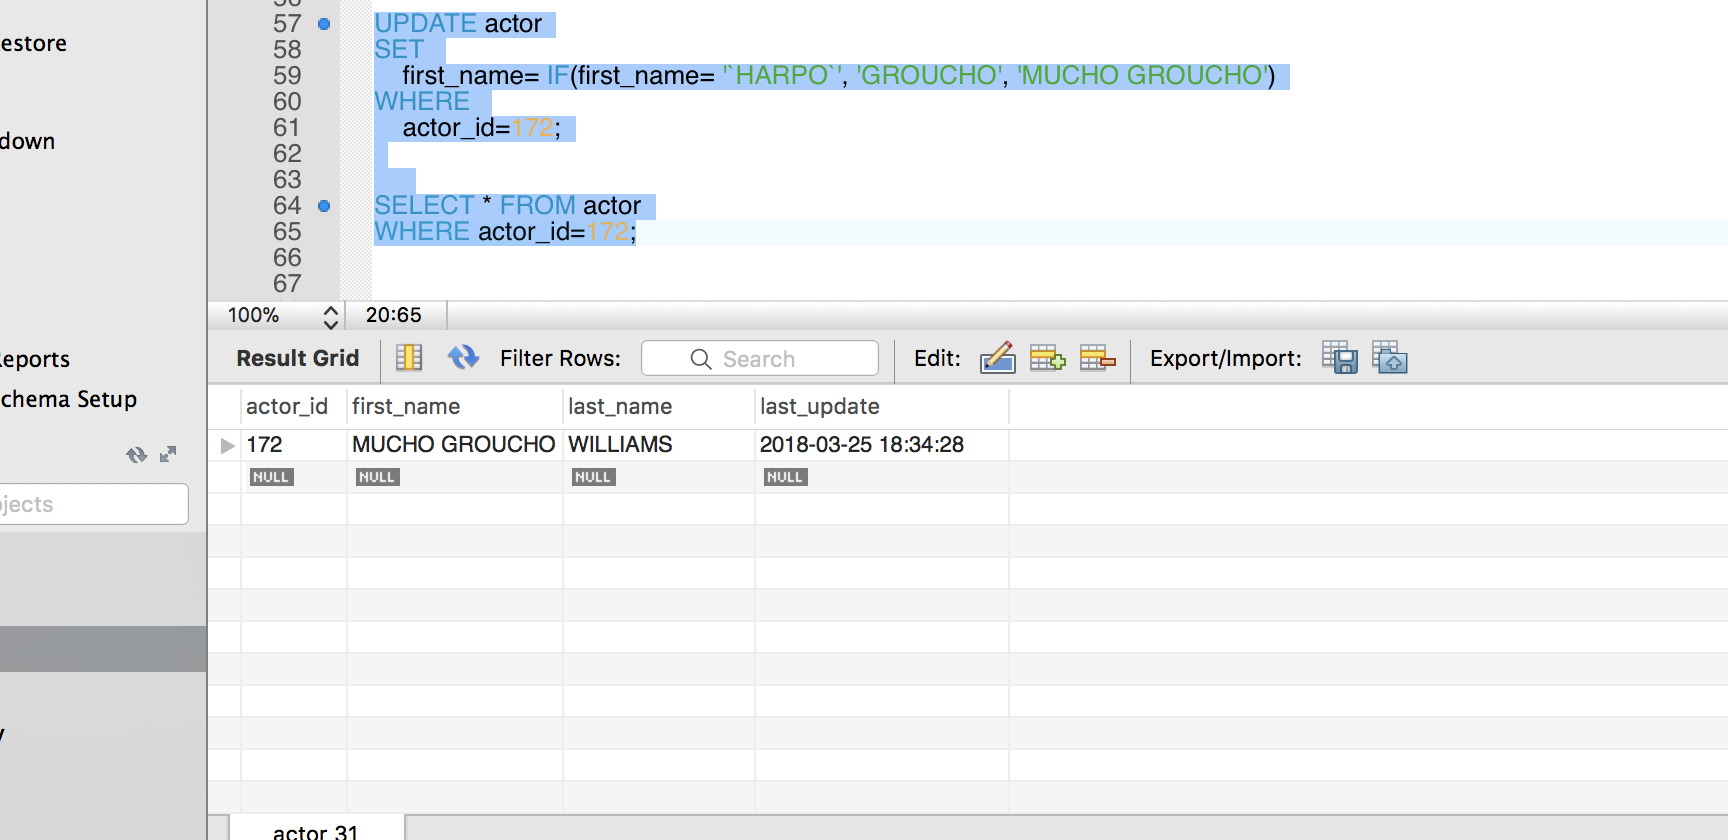 56
57 UPDATE actor
58 SET
59 first_name= IF(first_name= '`HARPO`', 'GROUCHO', 'MUCHO GROUCHO')
60 WHERE
61 actor_id=172;
62
63
64 SELECT * FROM actor
65 WHERE actor_id=172;
66
67
estore
down
eports
chema Setup
jects
y
100% 20:65
Result Grid Filter Rows: Search Edit: Export/Import:
actor_id first_name last_name last_update
172 MUCHO GROUCHO WILLIAMS 2018-03-25 18:34:28
NULL NULL NULL NULL
actor 31